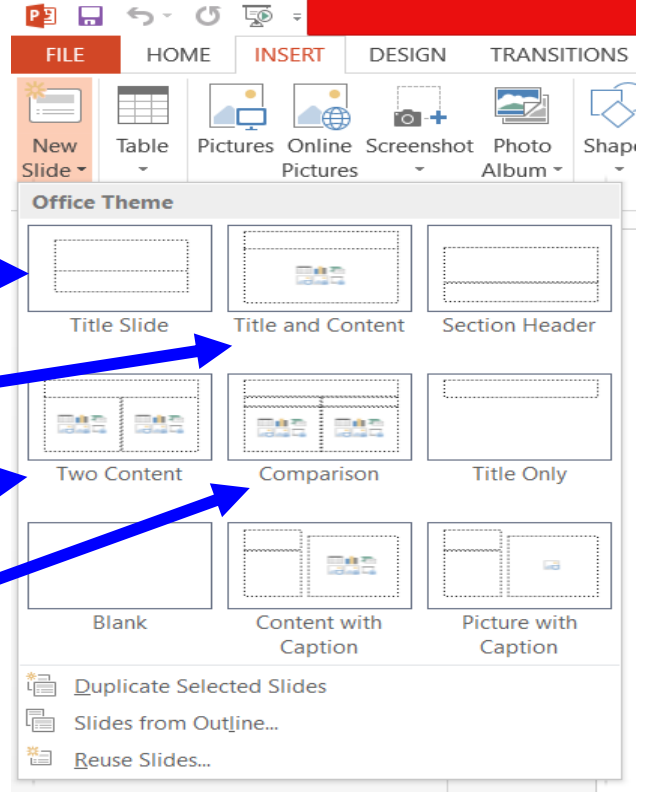 FILE HOME INSERT DESIGN TRANSITIONS
New Slide Table Pictures Online Pictures Screenshot Photo Album Shap
Office Theme
Title Slide Title and Content Section Header
Two Content Comparison Title Only
Blank Content with Caption Picture with Caption
Duplicate Selected Slides
Slides from Outline...
Reuse Slides...